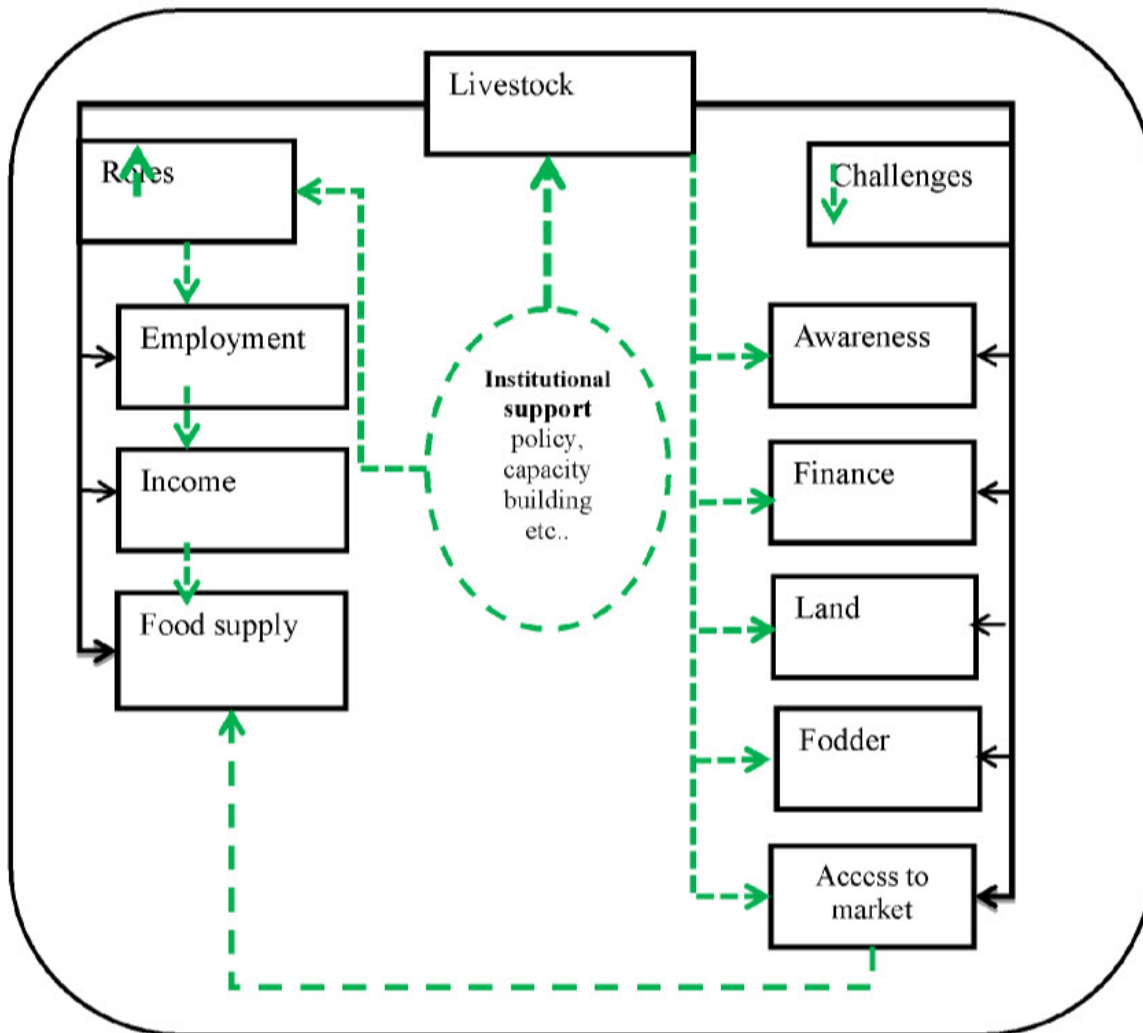 Livestock
Roles
Challenges
Employment
Awareness
Institutional
support
policy,
capacity
building
etc..
Income
Finance
Food supply
Land
Fodder
Access to
market